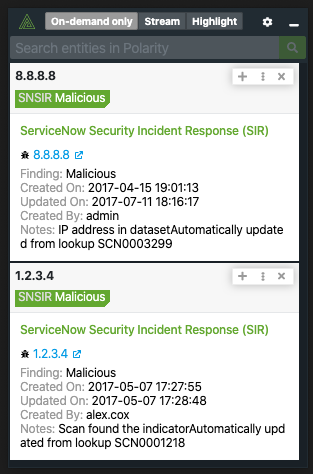 On-demand only Stream Highlight
Search entities in Polarity
8.8.8.8
SNSIR Malicious
ServiceNow Security Incident Response (SIR)
8.8.8.8
Finding: Malicious
Created On: 2017-04-15 19:01:13
Updated On: 2017-07-11 18:16:17
Created By: admin
Notes: IP address in datasetAutomatically update
d from lookup SCN0003299
1.2.3.4
SNSIR Malicious
ServiceNow Security Incident Response (SIR)
1.2.3.4
Finding: Malicious
Created On: 2017-05-07 17:27:55
Updated On: 2017-05-07 17:28:48
Created By: alex.cox
Notes: Scan found the indicatorAutomatically upd
ated from lookup SCN0001218